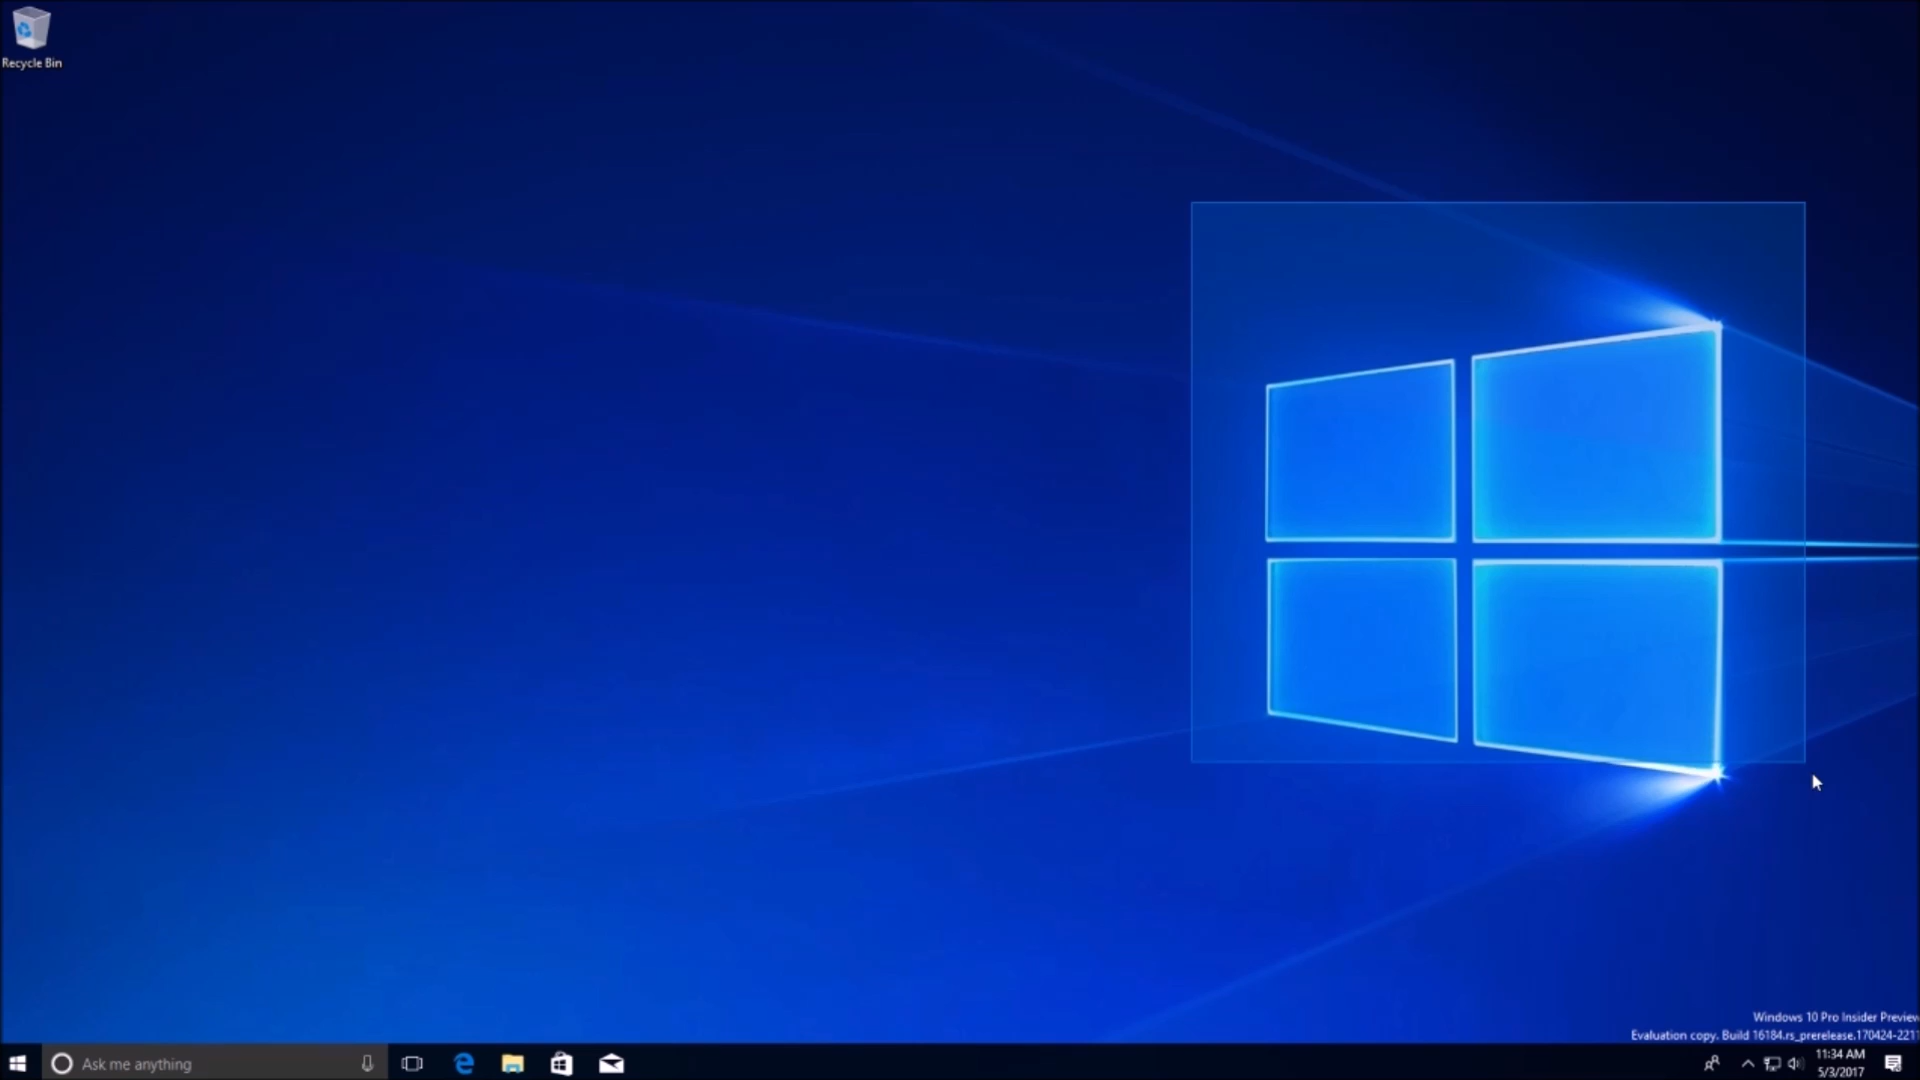 Recycle Bin
Windows 10 Pro Insider Preview
Evaluation copy. Build 16184.rs_prerelease.170424-221
Ask me anything
11:34 AM
5/3/2017